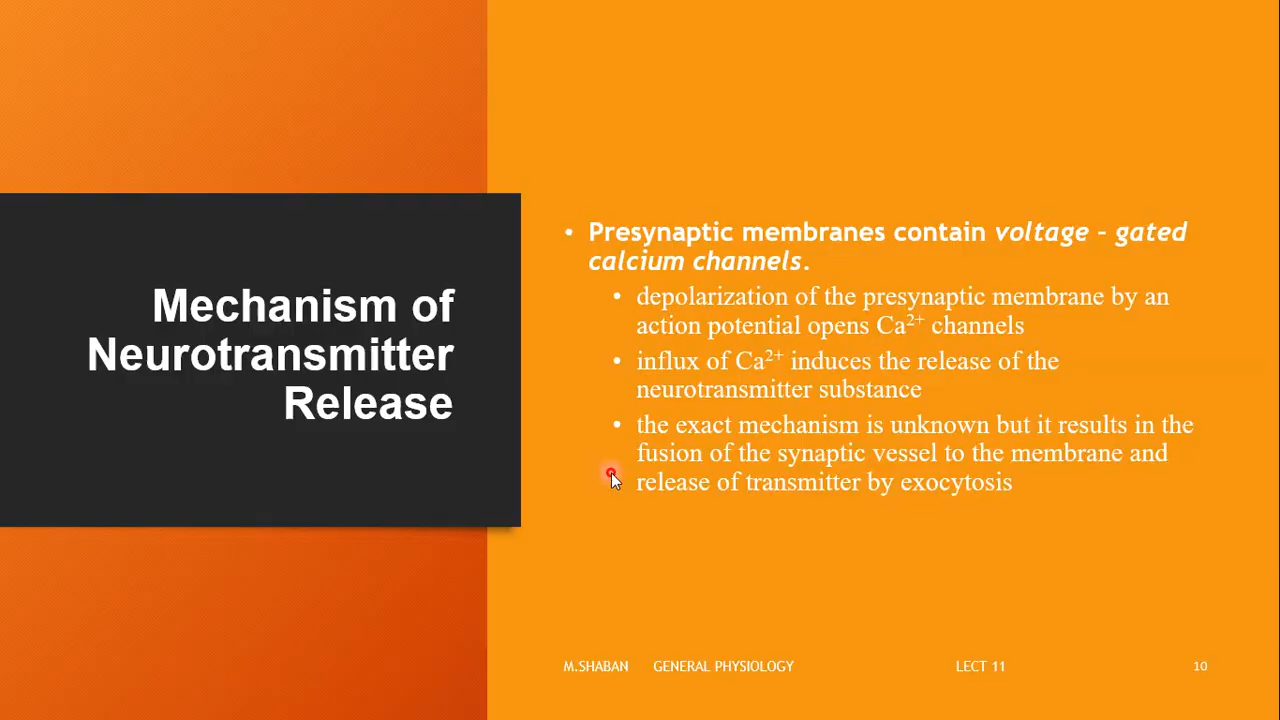 Mechanism of
Neurotransmitter
Release
• Presynaptic membranes contain voltage – gated
calcium channels.
• depolarization of the presynaptic membrane by an
action potential opens Ca²⁺ channels
• influx of Ca²⁺ induces the release of the
neurotransmitter substance
• the exact mechanism is unknown but it results in the
fusion of the synaptic vessel to the membrane and
release of transmitter by exocytosis
M.SHABAN GENERAL PHYSIOLOGY LECT 11 10